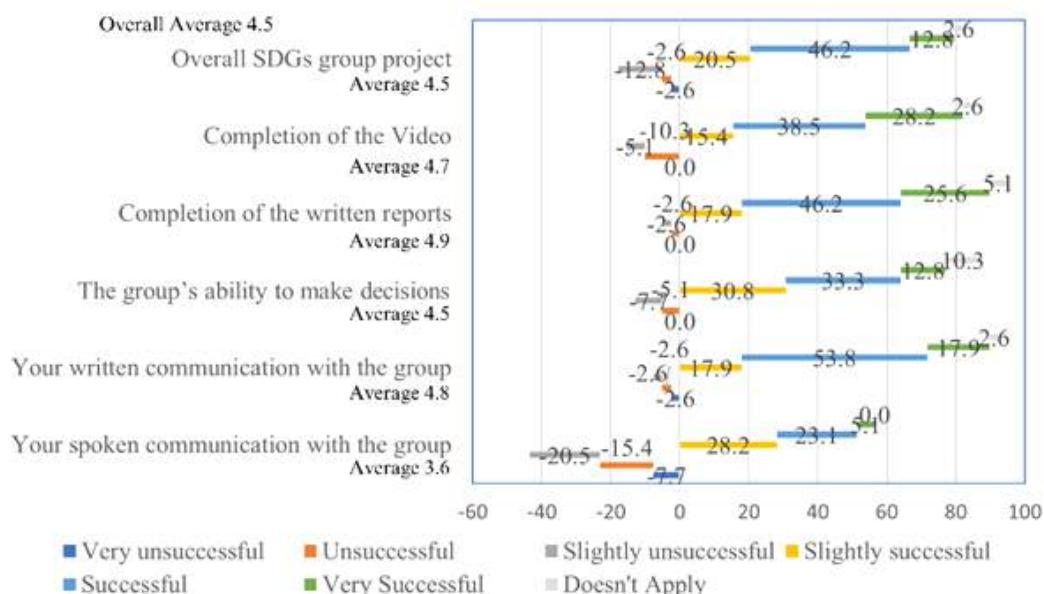 Overall Average 4.5
2.6
12.8
46.2
-2.6
20.5
Overall SDGs group project
-12.8
Average 4.5
-2.6
2.6
28.2
38.5
Completion of the Video
-10.3
15.4
-5.1
Average 4.7
0.0
5.1
25.6
46.2
-2.6
17.9
Completion of the written reports
-2.6
Average 4.9
0.0
10.3
12.8
33.3
The group's ability to make decisions
-5.1
30.8
-7.7
Average 4.5
0.0
2.6
17.9
53.8
-2.6
17.9
Your written communication with the group
-2.6
Average 4.8
-2.6
0.0
5.1
23.1
Your spoken communication with the group
28.2
-15.4
-20.5
Average 3.6
-7.7
-60 -40 -20 0 20 40 60 80 100
Very unsuccessful Unsuccessful Slightly unsuccessful Slightly successful
Successful Very Successful Doesn't Apply